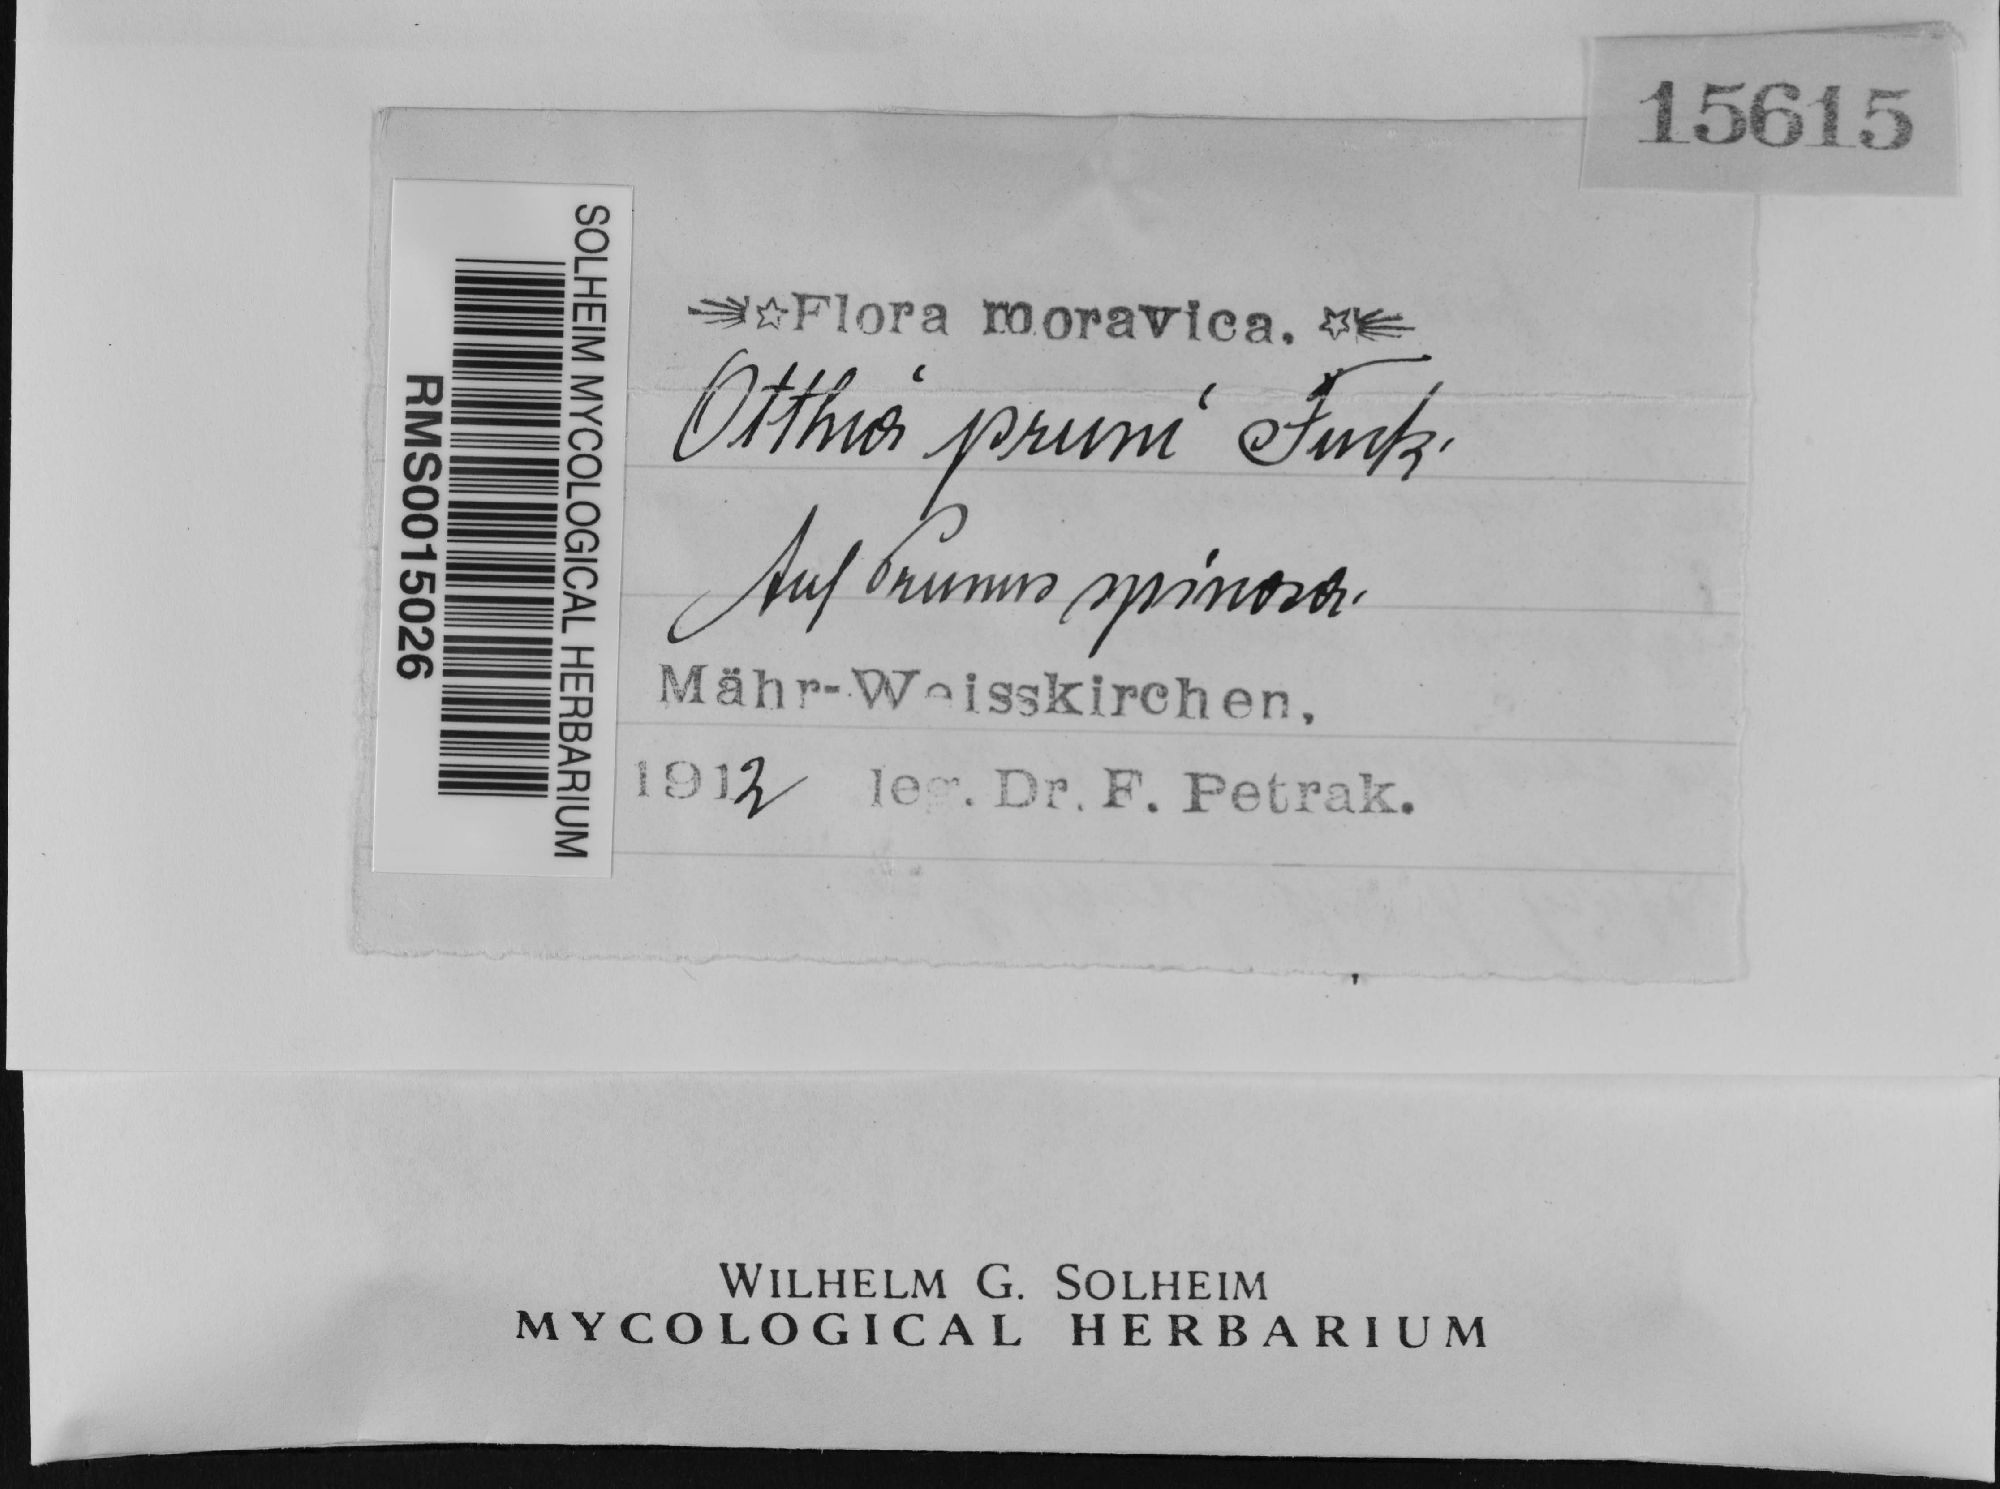 15615
SOLHEIM MYCOLOGICAL HERBARIUM
RMS0015026
Flora moravica.
Otthia pruni Fuck.
Auf Prunus spinosa.
Mähr-Weisskirchen,
1912 leg. Dr. F. Petrak.
WILHELM G. SOLHEIM
MYCOLOGICAL HERBARIUM